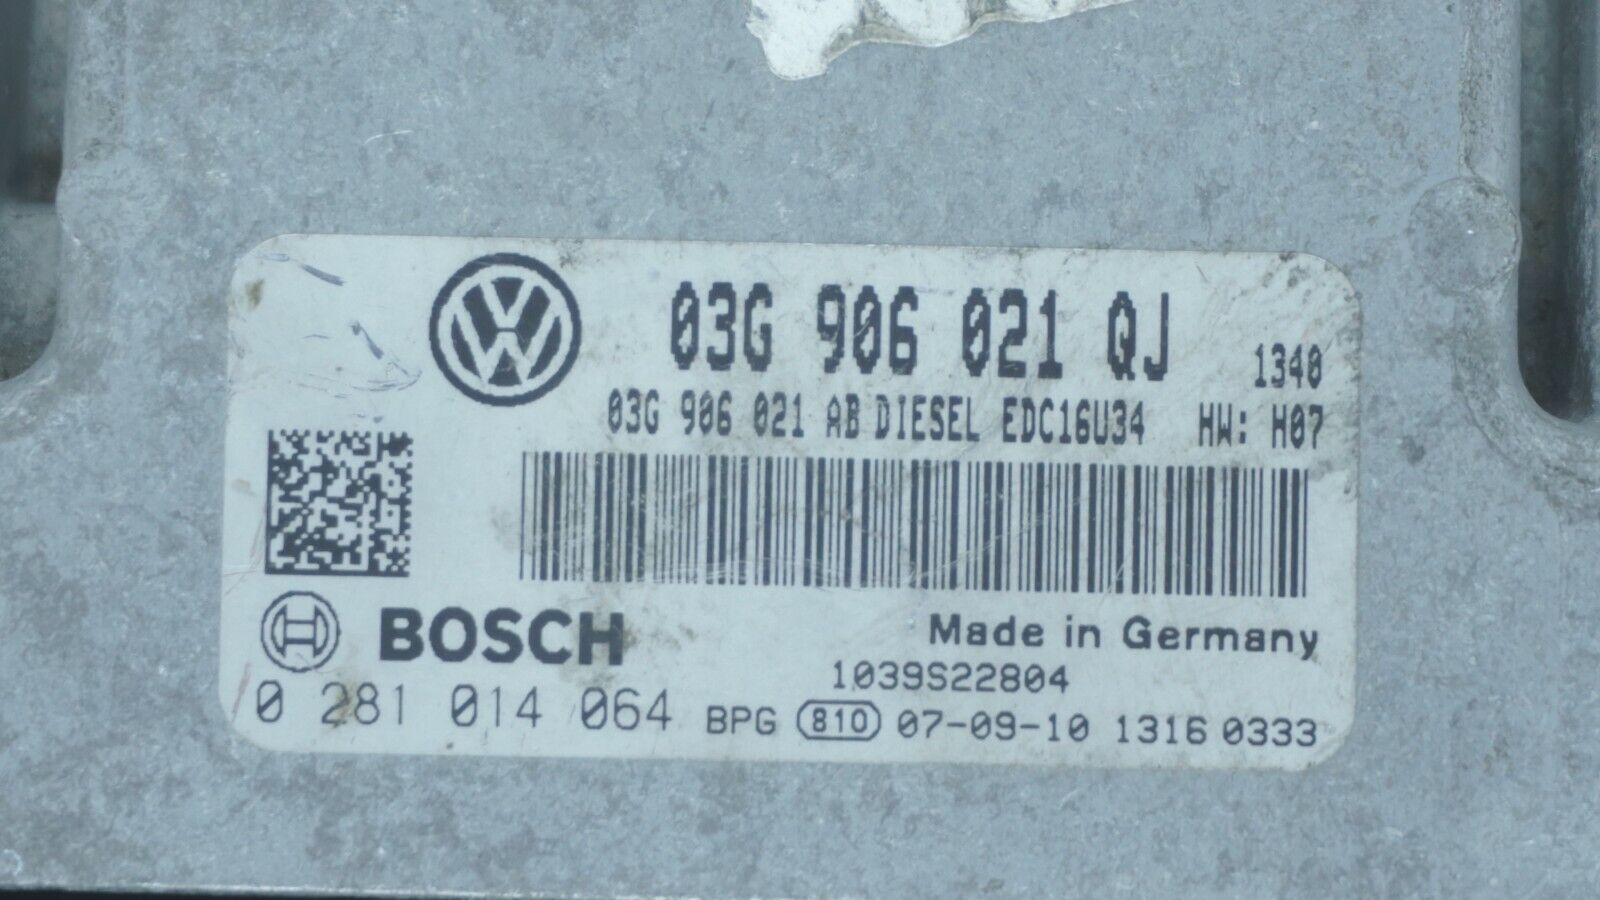 03G 906 021 QJ 1340
03G 906 021 AB DIESEL EDC16U34 HW: H07
BOSCH Made in Germany
1039S22804
0 281 014 064 BPG 810 07-09-10 1316 0333